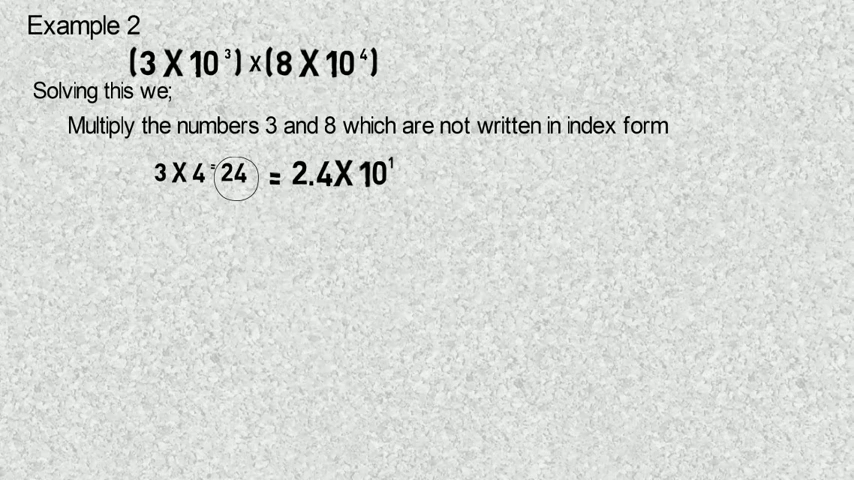 Example 2
(3 X 10³) x (8 X 10⁴)
Solving this we;
Multiply the numbers 3 and 8 which are not written in index form
3 X 4 = 24 = 2.4 X 10¹